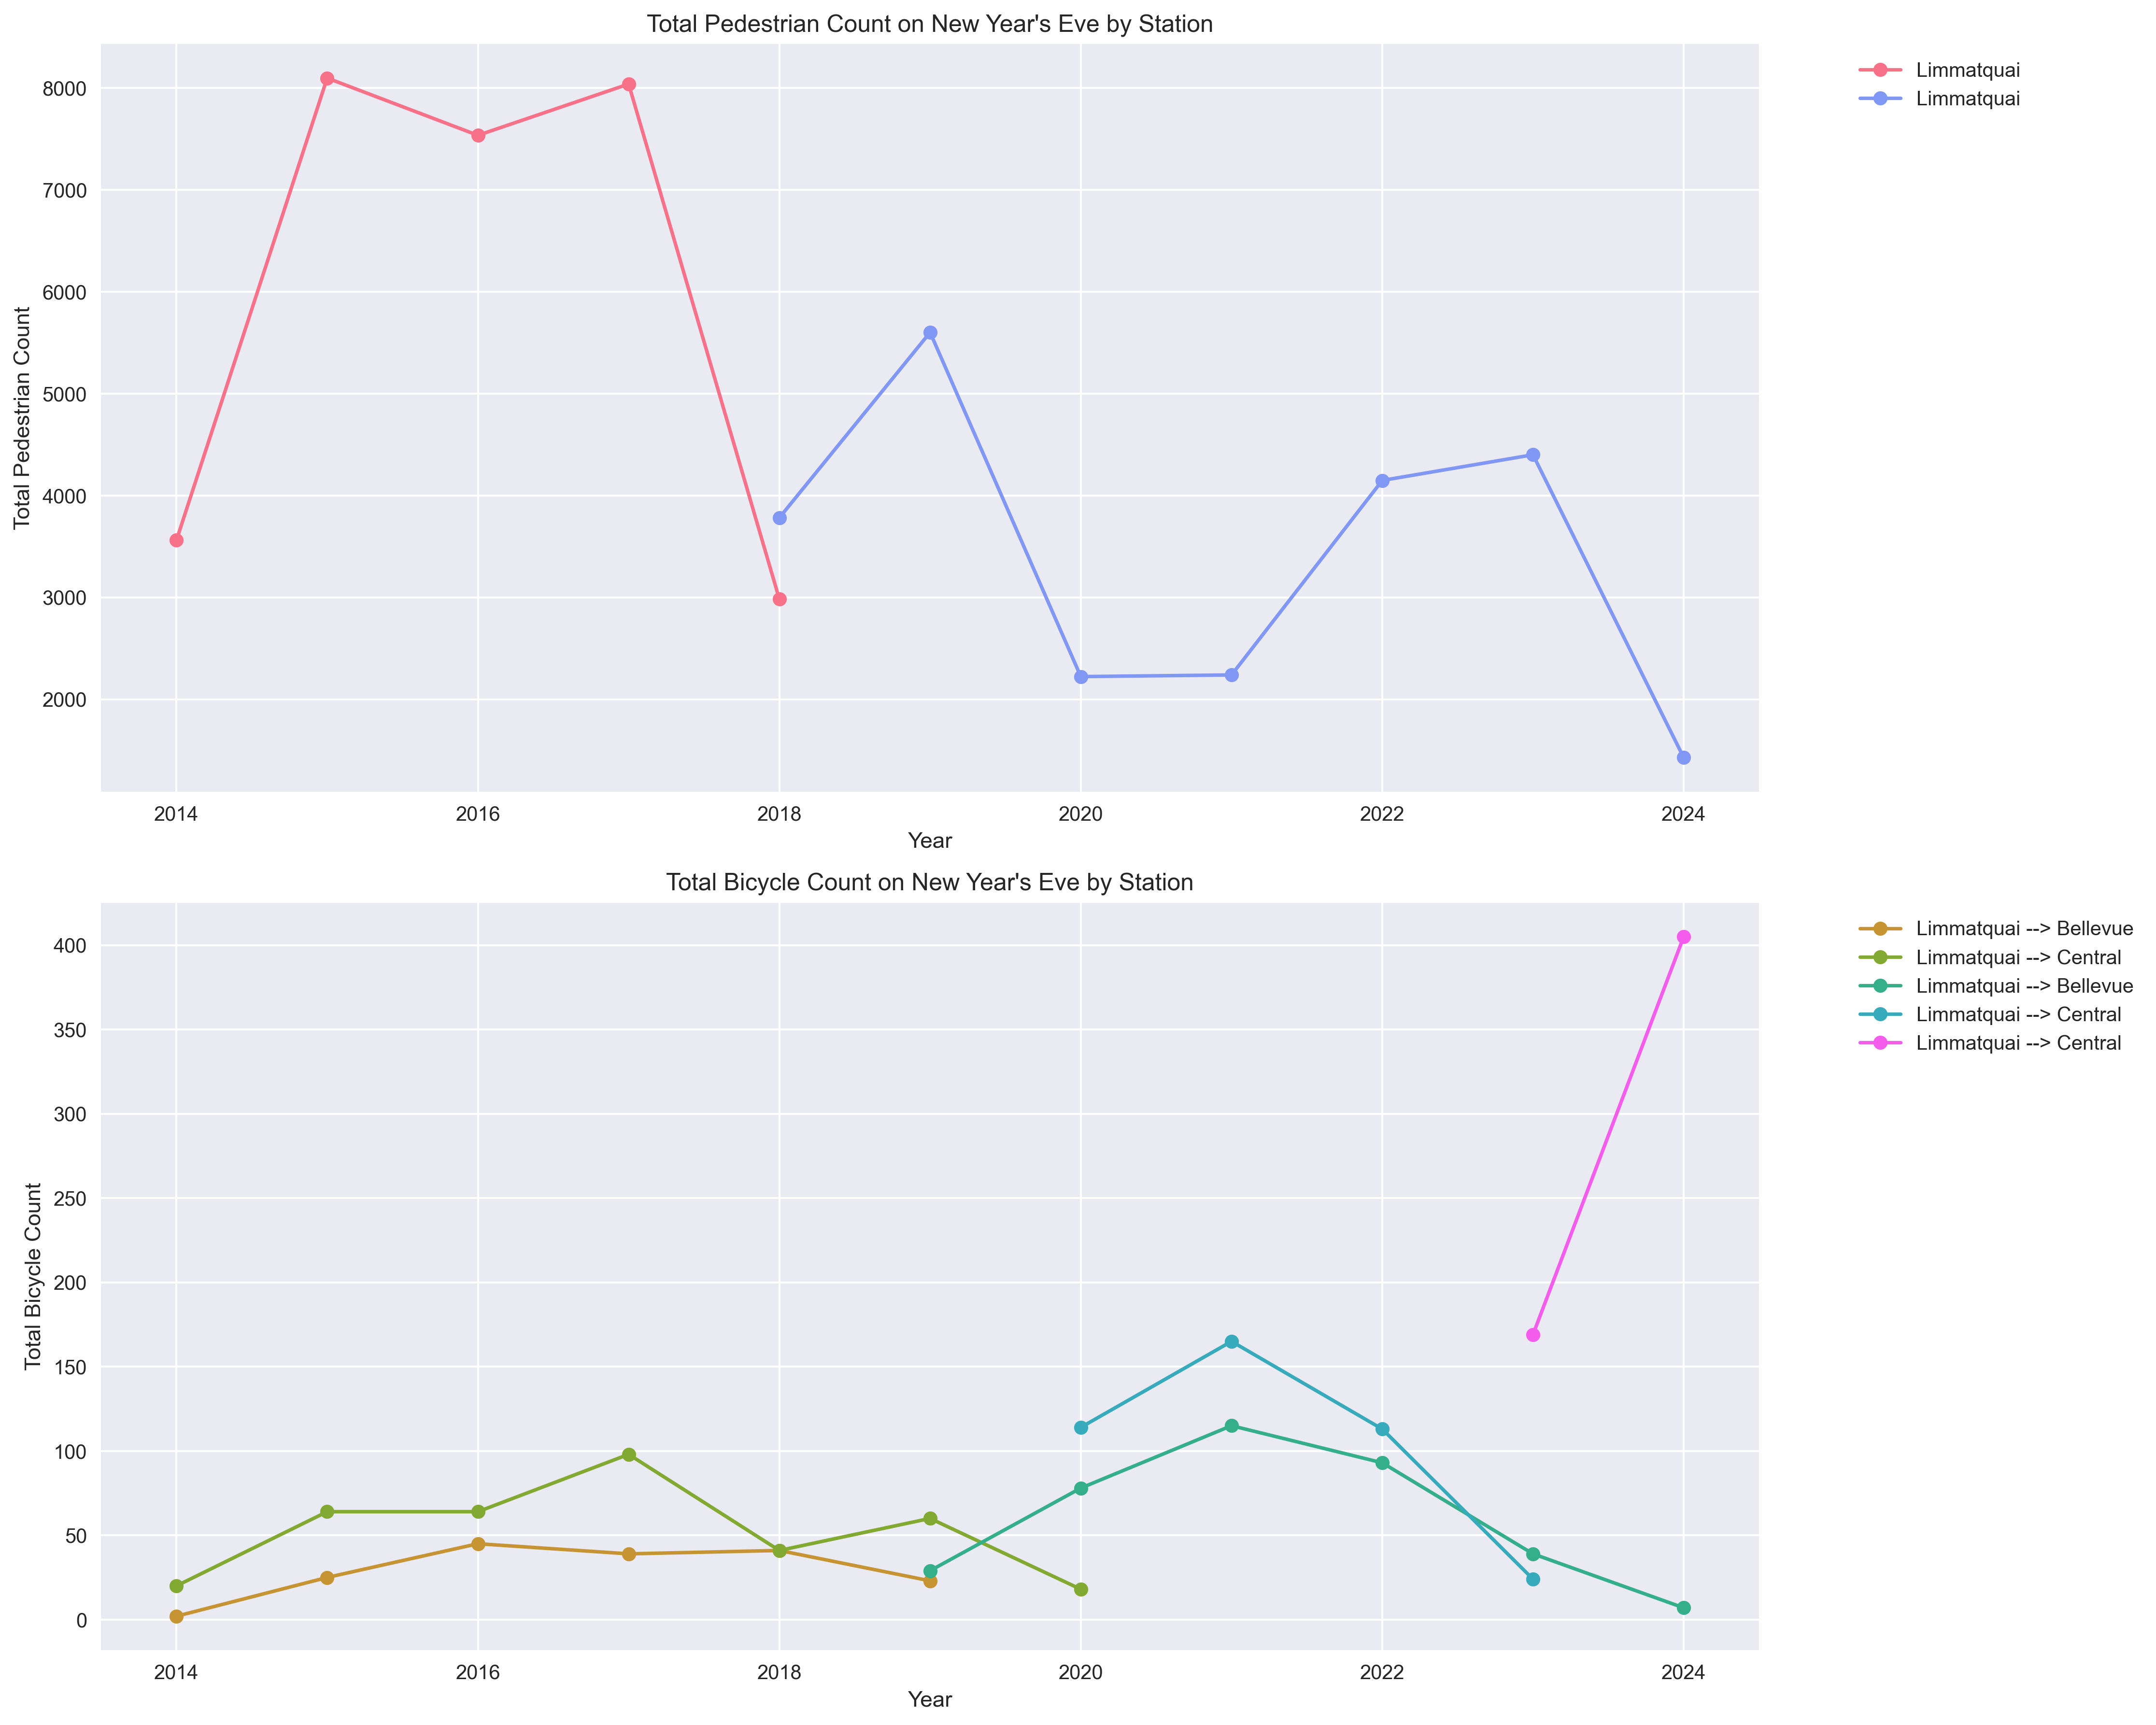 Total Pedestrian Count on New Year's Eve by Station
Total Pedestrian Count
8000
7000
6000
5000
4000
3000
2000
2014 2016 2018 2020 2022 2024
Year
Limmatquai
Limmatquai
Total Bicycle Count on New Year's Eve by Station
Total Bicycle Count
400
350
300
250
200
150
100
50
0
2014 2016 2018 2020 2022 2024
Year
Limmatquai --> Bellevue
Limmatquai --> Central
Limmatquai --> Bellevue
Limmatquai --> Central
Limmatquai --> Central